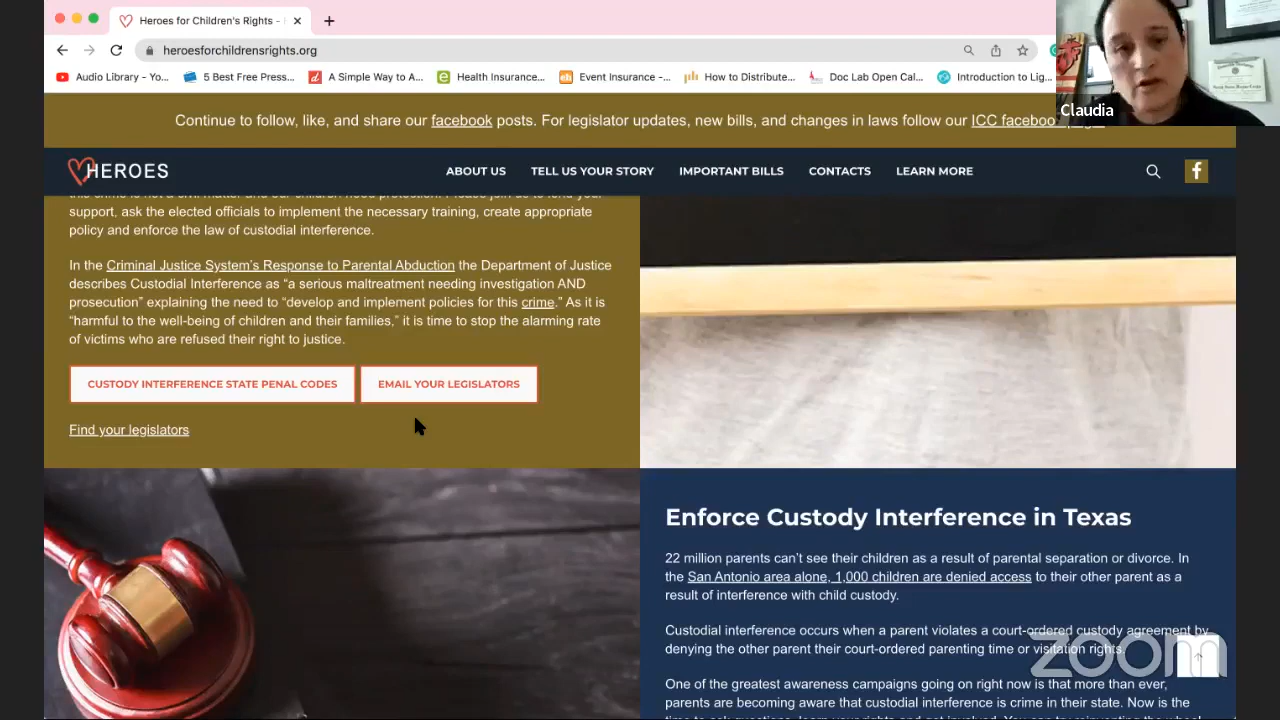 Heroes for Children's Rights -
heroesforchildrensrights.org
Audio Library - Yo...
5 Best Free Press...
A Simple Way to A...
Health Insurance...
Event Insurance -...
How to Distribute...
Doc Lab Open Cal...
Introduction to Lig...
Claudia
Continue to follow, like, and share our facebook posts. For legislator updates, new bills, and changes in laws follow our ICC faceboo
HEROES
ABOUT US
TELL US YOUR STORY
IMPORTANT BILLS
CONTACTS
LEARN MORE
support, ask the elected officials to implement the necessary training, create appropriate
policy and enforce the law of custodial interference.
In the Criminal Justice System's Response to Parental Abduction the Department of Justice
describes Custodial Interference as “a serious maltreatment needing investigation AND
prosecution” explaining the need to “develop and implement policies for this crime.” As it is
“harmful to the well-being of children and their families,” it is time to stop the alarming rate
of victims who are refused their right to justice.
CUSTODY INTERFERENCE STATE PENAL CODES
EMAIL YOUR LEGISLATORS
Find your legislators
Enforce Custody Interference in Texas
22 million parents can't see their children as a result of parental separation or divorce. In
the San Antonio area alone, 1,000 children are denied access to their other parent as a
result of interference with child custody.
Custodial interference occurs when a parent violates a court-ordered custody agreement by
denying the other parent their court-ordered parenting time or visitation rights.
One of the greatest awareness campaigns going on right now is that more than ever,
parents are becoming aware that custodial interference is crime in their state. Now is the
zoom